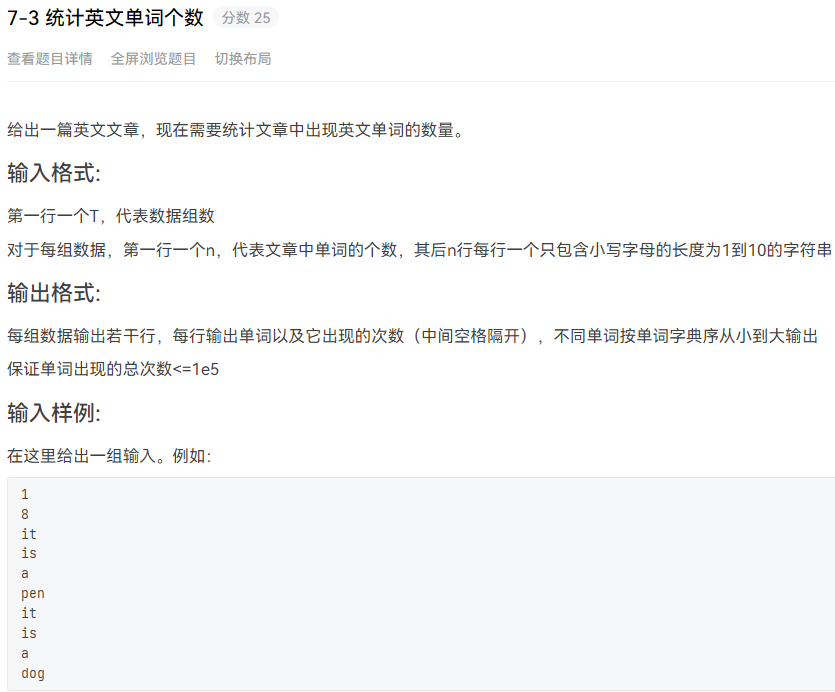 7-3 统计英文单词个数 分数 25
查看题目详情 全屏浏览题目 切换布局
给出一篇英文文章，现在需要统计文章中出现英文单词的数量。
输入格式:
第一行一个T，代表数据组数
对于每组数据，第一行一个n，代表文章中单词的个数，其后n行每行一个只包含小写字母的长度为1到10的字符串
输出格式:
每组数据输出若干行，每行输出单词以及它出现的次数（中间空格隔开），不同单词按单词字典序从小到大输出
保证单词出现的总次数<=1e5
输入样例:
在这里给出一组输入。例如：
1
8
it
is
a
pen
it
is
a
dog